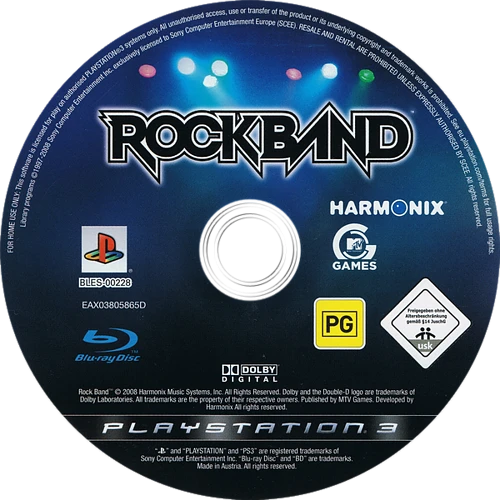 FOR HOME USE ONLY: This software is licensed for play on authorised PLAYSTATION®3 systems only. All unauthorised access, use or transfer of the product or its underlying copyright and trademark works is prohibited. See eu.playstation.com/terms for full usage rights.
Library programs ©1997-2008 Sony Computer Entertainment Inc. exclusively licensed to Sony Computer Entertainment Europe (SCEE). RESALE AND RENTAL ARE PROHIBITED UNLESS EXPRESSLY AUTHORISED BY SCEE. All rights reserved.
ROCKBAND
HARMONIX
MTV
GAMES
BLES-00228
EAX03805865D
PG
Freigegeben ohne
Altersbeschränkung
gemäß §14 JuSchG
usk
Blu-ray Disc
DOLBY
DIGITAL
Rock Band™ © 2008 Harmonix Music Systems, Inc. All Rights Reserved. Dolby and the Double-D logo are trademarks of
Dolby Laboratories. All trademarks are the property of their respective owners. Published by MTV Games. Developed by
Harmonix All rights reserved.
PLAYSTATION 3
" " and "PLAYSTATION" and "PS3" are registered trademarks of
Sony Computer Entertainment Inc. "Blu-ray Disc" and "BD" are trademarks.
Made in Austria. All rights reserved.